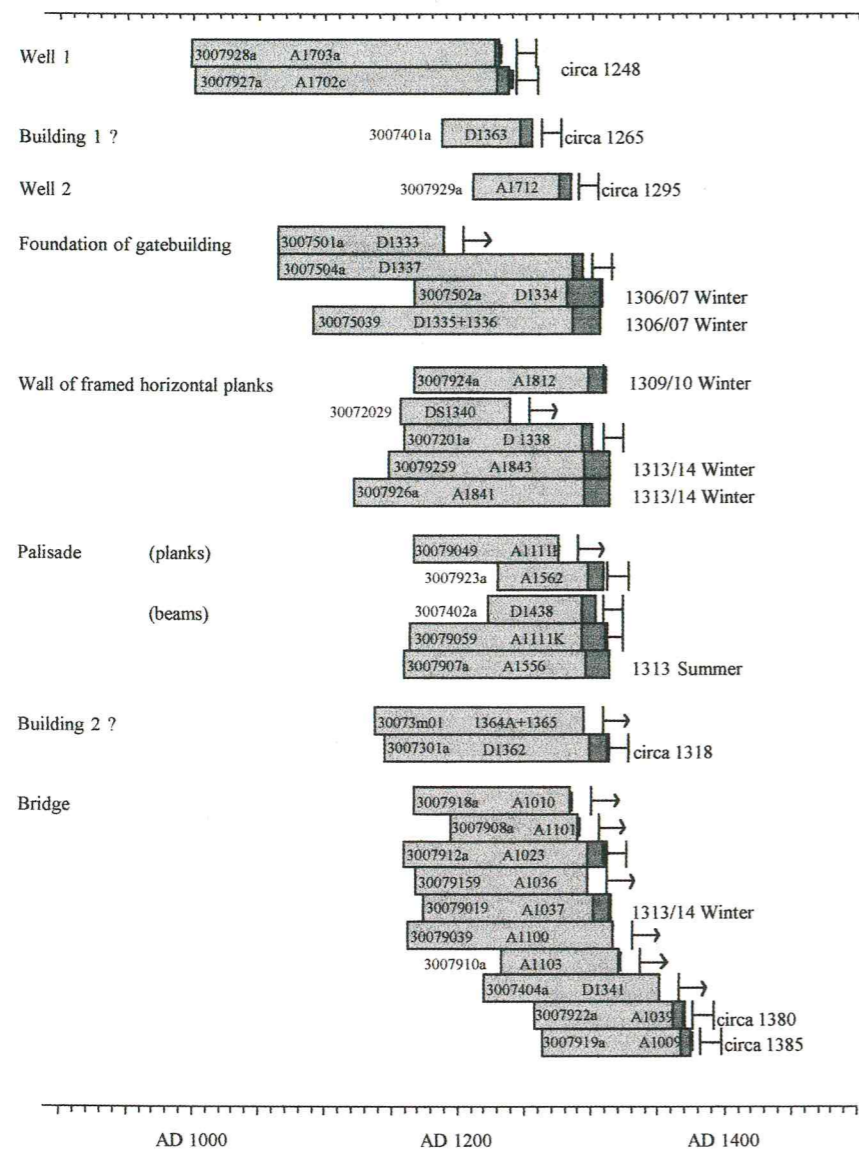 3007928a A1703a
Well 1 circa 1248
3007927a A1702c
Building 1 ? 3007401a D1363 circa 1265
Well 2 3007929a A1712 circa 1295
Foundation of gatebuilding 3007501a D1333
3007504a D1337
3007502a D1334 1306/07 Winter
30075039 D1335+1336 1306/07 Winter
Wall of framed horizontal planks 3007924a A1812 1309/10 Winter
30072029 DS1340
3007201a D 1338
30079259 A1843 1313/14 Winter
3007926a A1841 1313/14 Winter
Palisade (planks) 30079049
3007923a A1562
(beams) 3007402a D1438
30079059 A1111K
3007907a A1556 1313 Summer
Building 2 ? 30073m01 1364A+1365
3007301a D1362 circa 1318
Bridge 3007918a A1010
3007908a A1101
3007912a A1023
30079159 A1036
30079019 A1037 1313/14 Winter
30079039 A1100
3007910a A1103
3007404a D1341
3007922a A1039 circa 1380
3007919a A1009 circa 1385
AD 1000 AD 1200 AD 1400